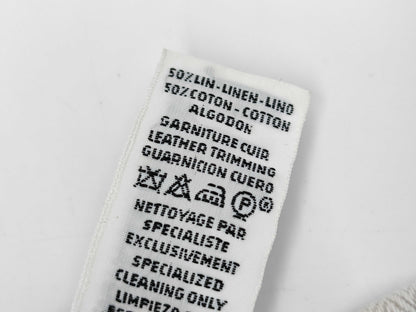 50%LIN-LINEN-LINO
50%COTON-COTTON
ALGODON
GARNITURE CUIR
LEATHER TRIMMING
GUARNICION CUERO
P
NETTOYAGE PAR
SPECIALISTE
EXCLUSIVEMENT
SPECIALIZED
CLEANING ONLY
LIMPIEZO